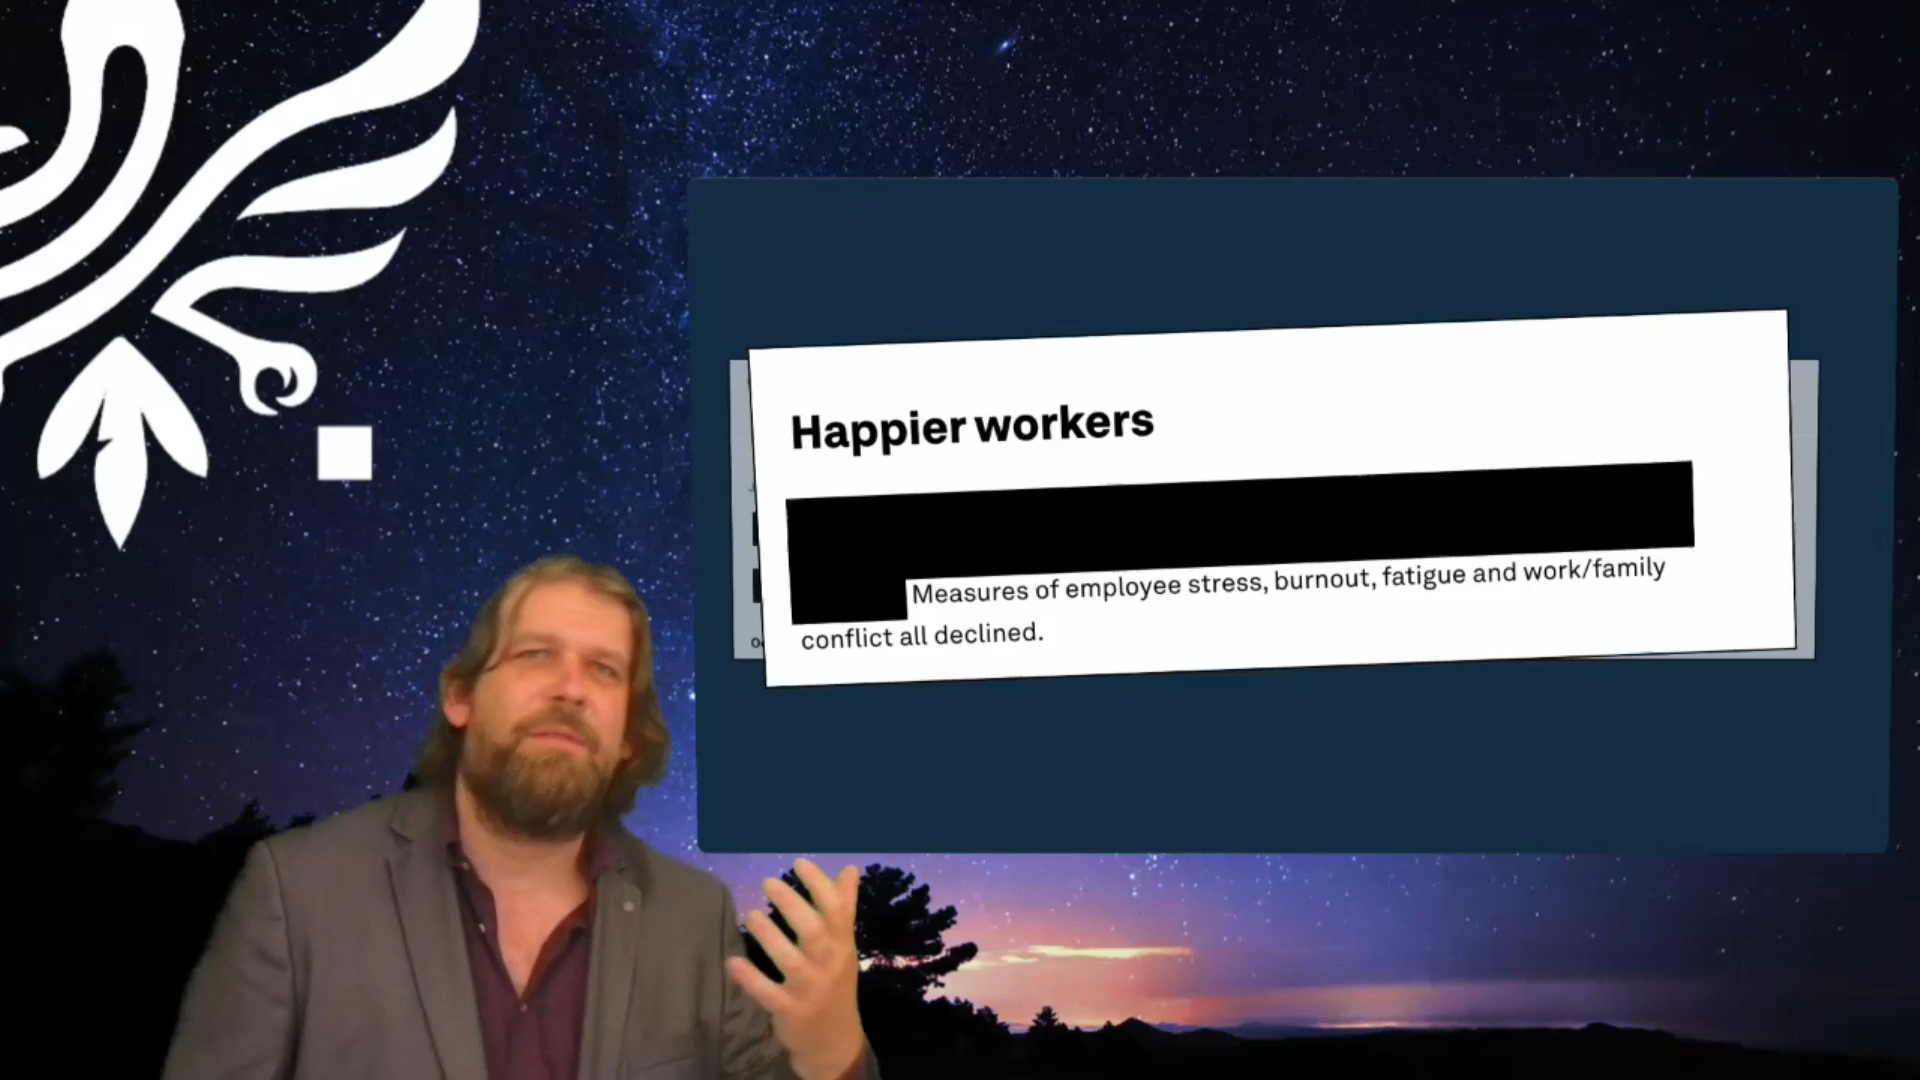 Happier workers
Measures of employee stress, burnout, fatigue and work/family
conflict all declined.